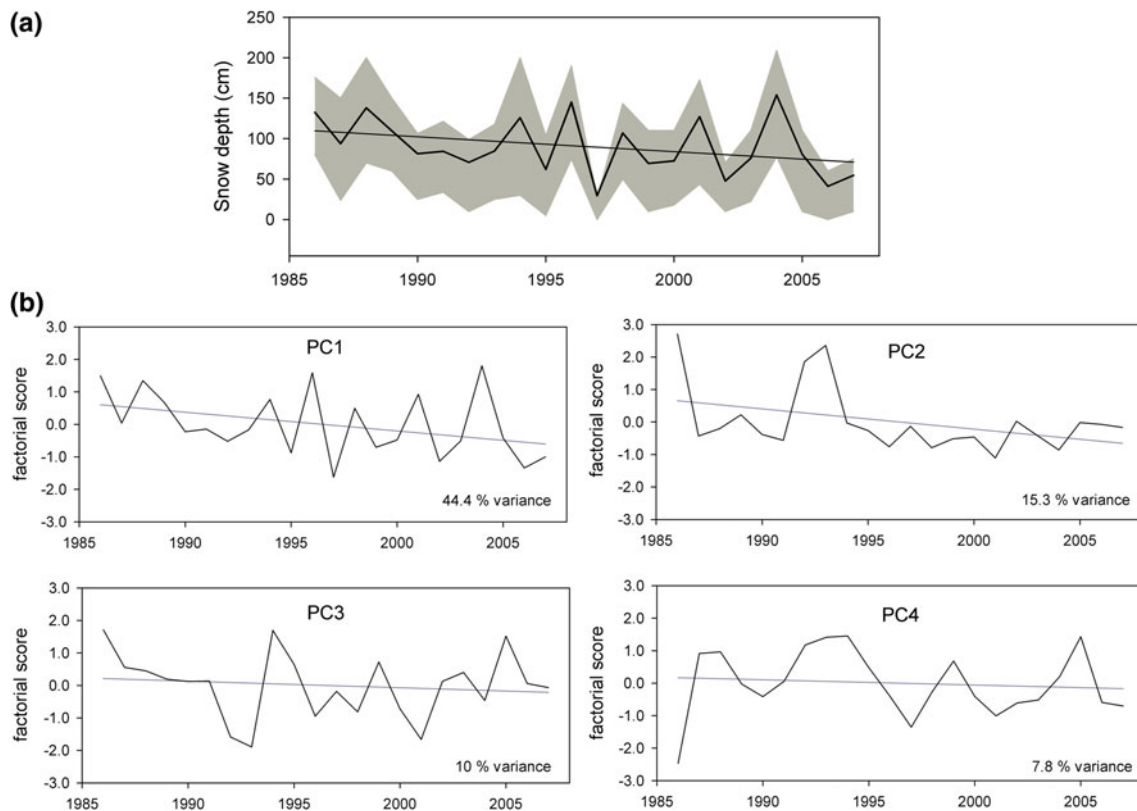 (a)
250
200
150
100
50
0
Snow depth (cm)
1985 1990 1995 2000 2005
(b)
3.0
2.0
1.0
0.0
-1.0
-2.0
-3.0
factorial score
PC1
44.4 % variance
1985 1990 1995 2000 2005
3.0
2.0
1.0
0.0
-1.0
-2.0
-3.0
factorial score
PC2
15.3 % variance
1985 1990 1995 2000 2005
3.0
2.0
1.0
0.0
-1.0
-2.0
-3.0
factorial score
PC3
10 % variance
1985 1990 1995 2000 2005
3.0
2.0
1.0
0.0
-1.0
-2.0
-3.0
factorial score
PC4
7.8 % variance
1985 1990 1995 2000 2005